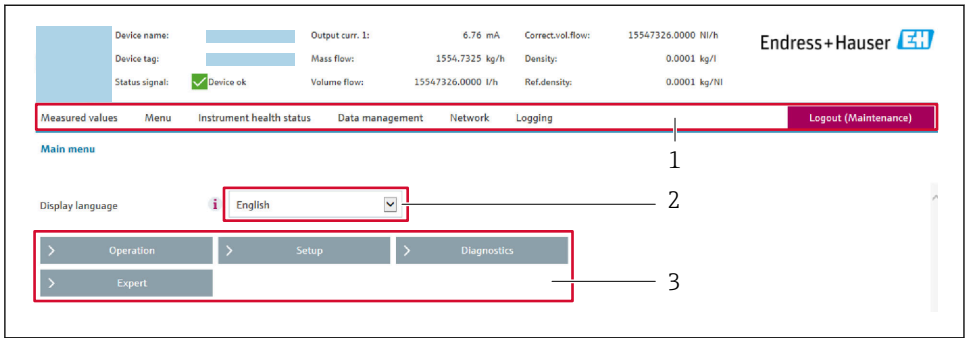 Device name: Output curr. 1: 6.76 mA Correct.vol.flow: 15547326.0000 Nl/h
Endress+Hauser EH
Device tag: Mass flow: 1554.7325 kg/h Density: 0.0001 kg/l
Status signal: Device ok Volume flow: 15547326.0000 l/h Ref.density: 0.0001 kg/Nl
Measured values Menu Instrument health status Data management Network Logging Logout (Maintenance)
1
Main menu
Display language i English 2
> Operation > Setup > Diagnostics
> Expert 3